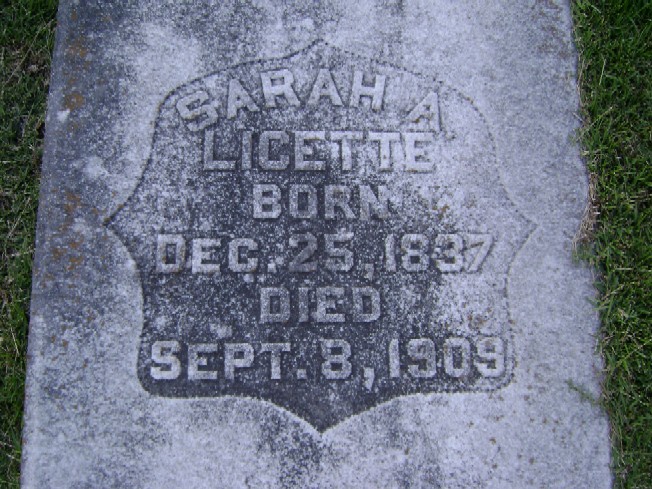 SARAH A
LICETTE
BORN
DEC. 25, 1837
DIED
SEPT. 8, 1909